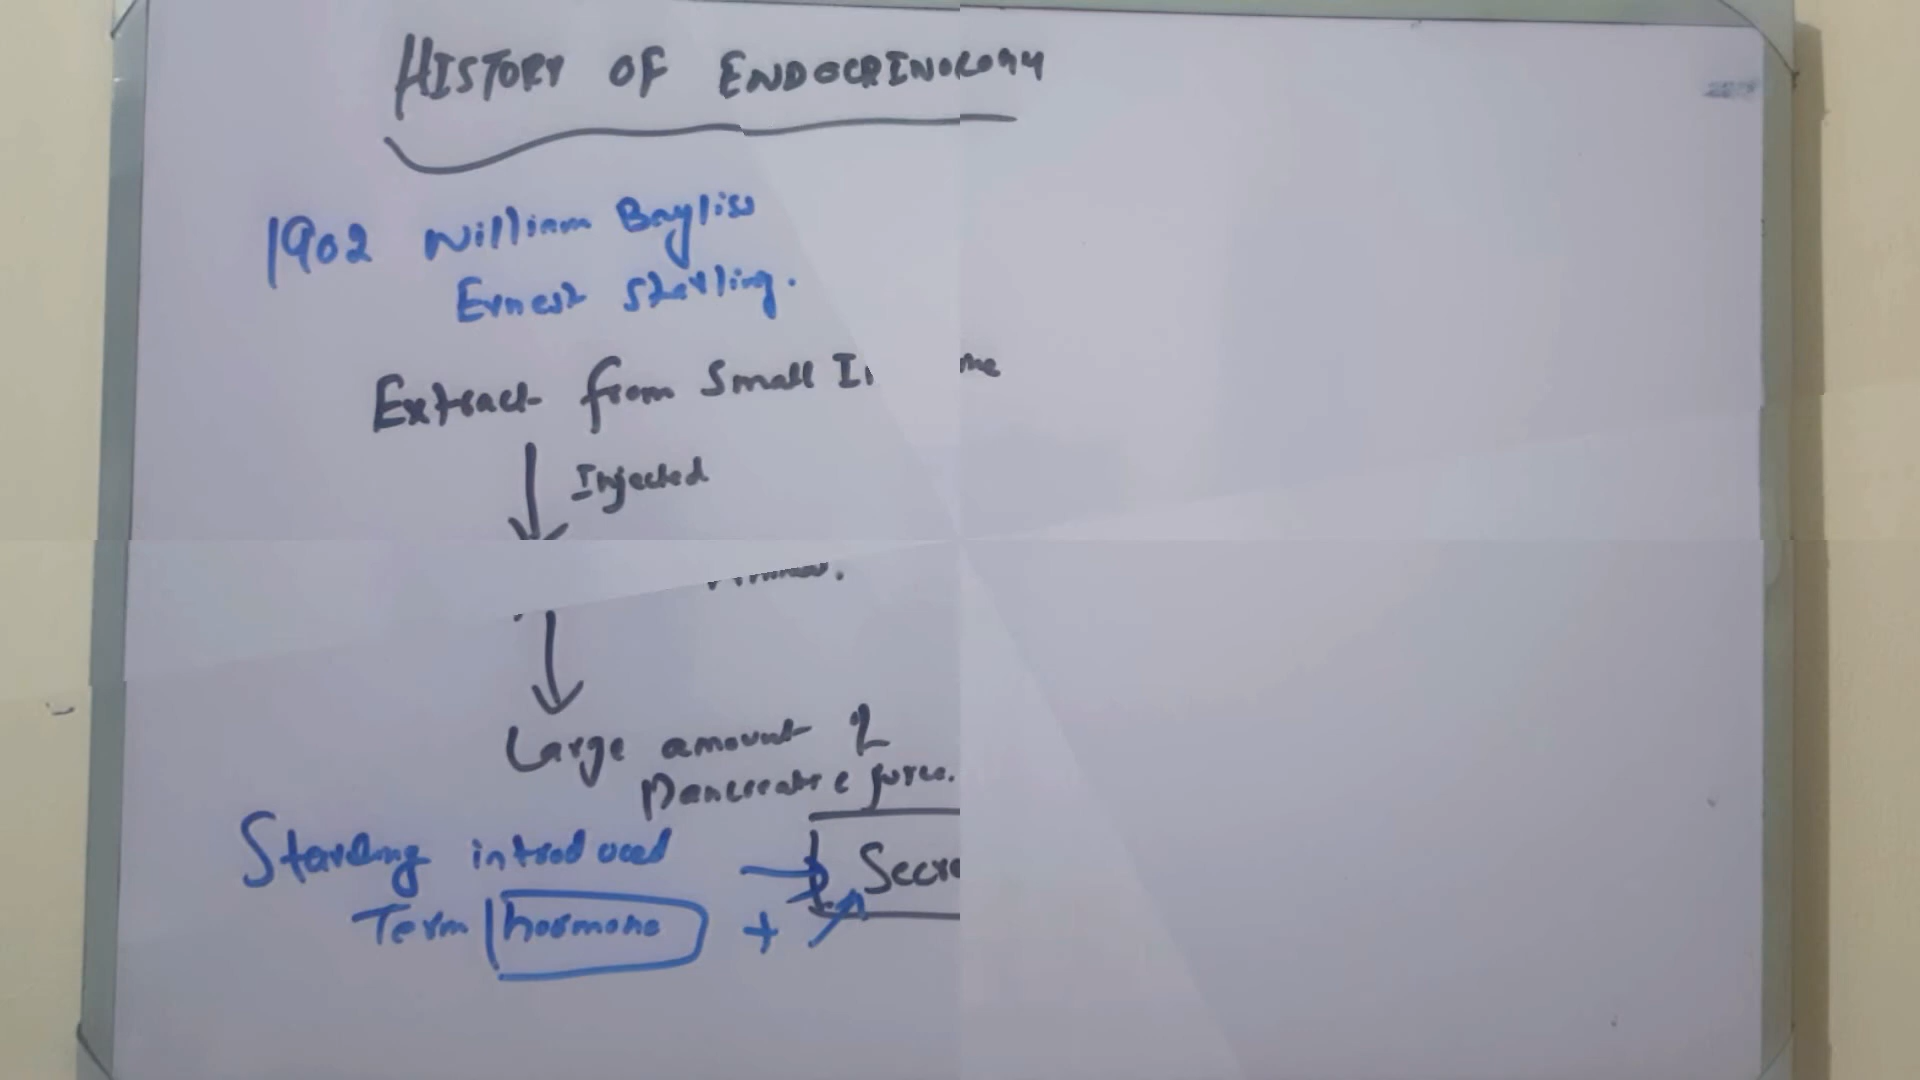 HISTORY OF ENDOCRINOLOGY
1902 William Bayliss
Ernest Starling.
Extract from Small
Injected
Large amount of
Pancreatic juice.
Starling introduced
Term hormone +